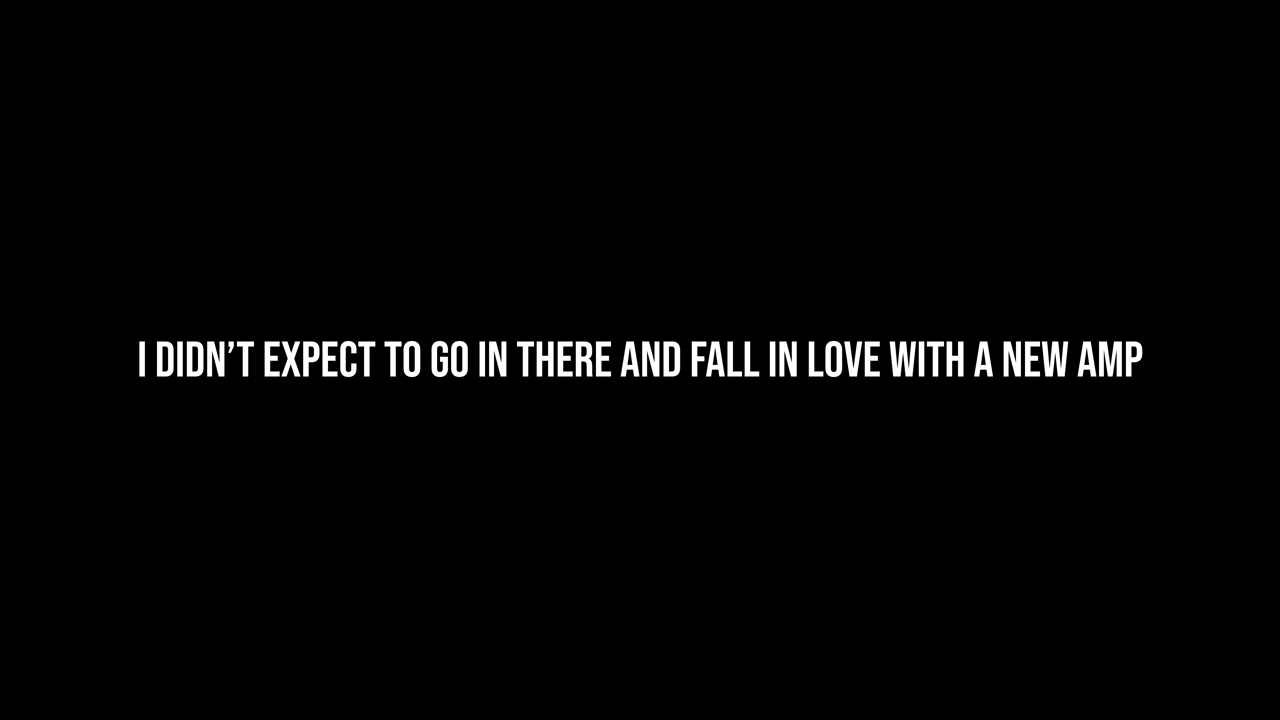 I DIDN’T EXPECT TO GO IN THERE AND FALL IN LOVE WITH A NEW AMP